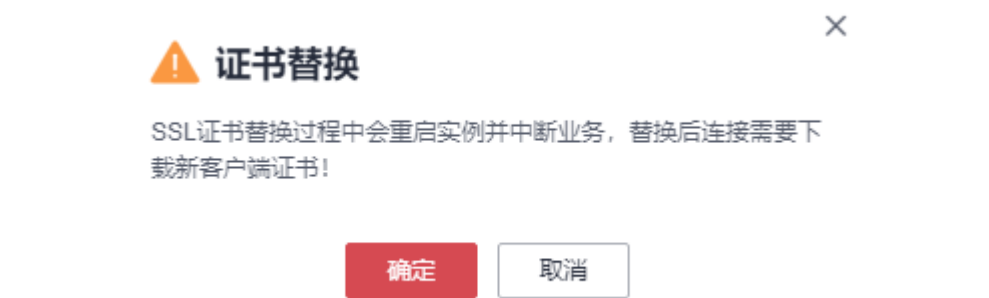 证书替换
SSL证书替换过程中会重启实例并中断业务，替换后连接需要下
载新客户端证书！
确定
取消